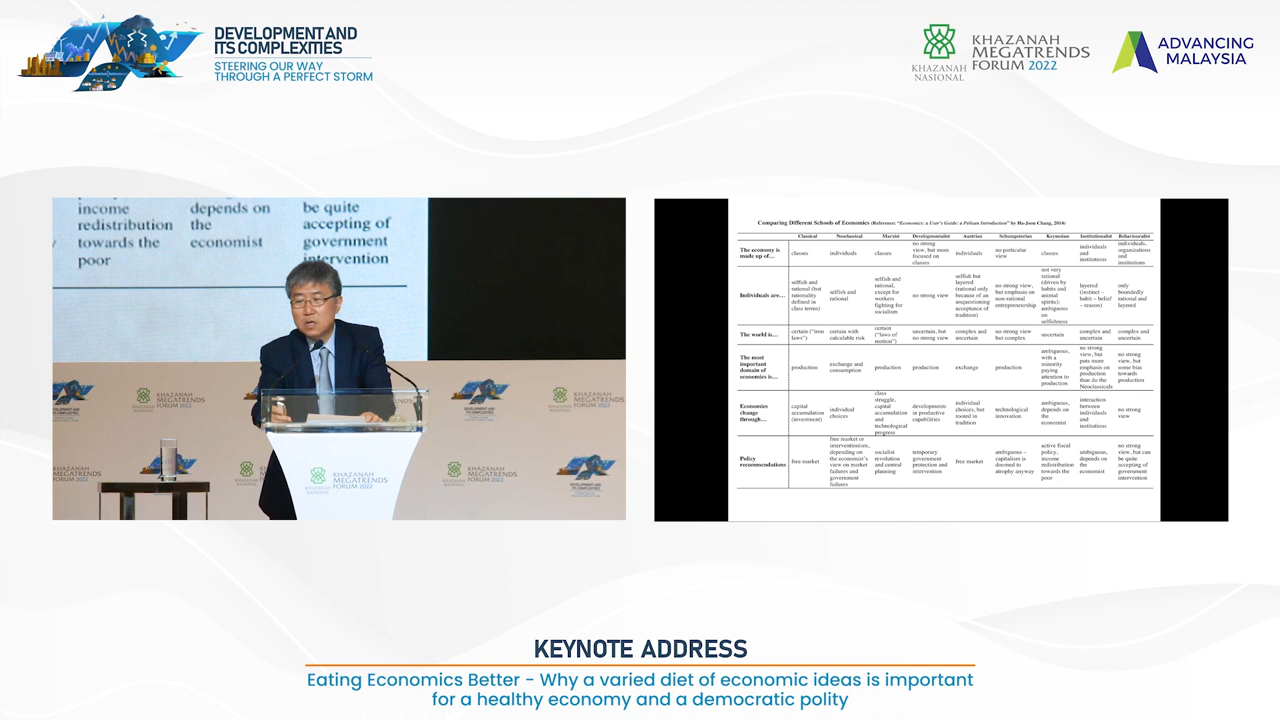 DEVELOPMENT AND
ITS COMPLEXITIES
STEERING OUR WAY
THROUGH A PERFECT STORM
KHAZANAH
NASIONAL
KHAZANAH
MEGATRENDS
FORUM 2022
ADVANCING
MALAYSIA
income
redistribution
towards the
poor
depends on
the
economist
be quite
accepting of
government
intervention
KHAZANAH
MEGATRENDS
FORUM 2022
Comparing Different Schools of Economics (Reference: "Economics: a User's Guide: a Pelican Introduction" by Ha-Joon Chang, 2014)
Classical Neoclassical Marxist Developmentalist Austrian Schumpeterian Keynesian Institutionalist Behaviouralist
The economy is
made up of…
classes
individuals
classes
no strong
view, but more
focused on
classes
individuals
no particular
view
classes
individuals
and
institutions
individuals,
organizations
and
institutions
Individuals are…
selfish and
rational (but
rationality
defined in
class terms)
selfish and
rational
selfish and
rational,
except for
workers
fighting for
socialism
no strong view
selfish but
layered
(rational only
because of an
unquestioning
acceptance of
tradition)
no strong view,
but emphasis on
non-rational
entrepreneurship
not very
rational
(driven by
habits and
animal
spirits);
ambiguous
on
selfishness
layered
(instinct –
habit – belief
– reason)
only
boundedly
rational and
layered
The world is…
certain ("iron
laws")
certain with
calculable risk
certain
("laws of
motion")
uncertain, but
no strong view
complex and
uncertain
no strong view
but complex
uncertain
complex and
uncertain
complex and
uncertain
The most
important
domain of
economics is…
production
exchange and
consumption
production
production
exchange
production
ambiguous,
with a
minority
paying
attention to
production
no strong
view, but
puts more
emphasis on
production
than do the
Neoclassicals
no strong
view, but
some bias
towards
production
Economies
change
through…
capital
accumulation
(investment)
individual
choices
class
struggle,
capital
accumulation
and
technological
progress
developments
in productive
capabilities
individual
choices, but
rooted in
tradition
technological
innovation
ambiguous,
depends on
the
economist
interaction
between
individuals
and
institutions
no strong
view
Policy
recommendations
free market
free market or
interventionism,
depending on
the economist's
view on market
failures and
government
failures
socialist
revolution
and central
planning
temporary
government
protection and
intervention
free market
ambiguous –
capitalism is
doomed to
atrophy anyway
active fiscal
policy,
income
redistribution
towards the
poor
ambiguous,
depends on
the
economist
no strong
view, but can
be quite
accepting of
government
intervention
KEYNOTE ADDRESS
Eating Economics Better - Why a varied diet of economic ideas is important
for a healthy economy and a democratic polity